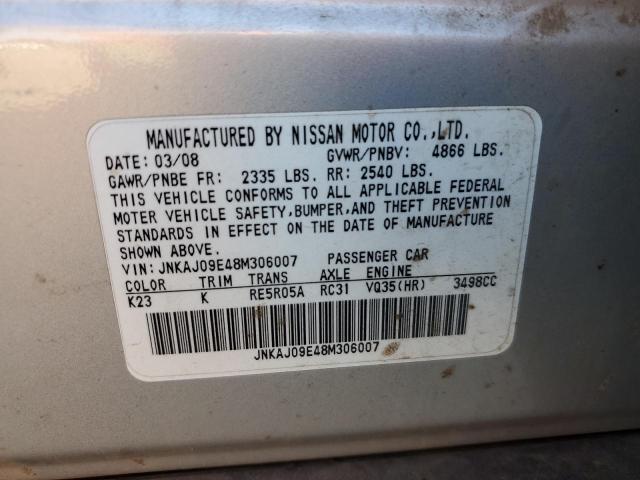 MANUFACTURED BY NISSAN MOTOR CO.,LTD.
DATE: 03/08 GVWR/PNBV: 4866 LBS.
GAWR/PNBE FR: 2335 LBS. RR: 2540 LBS.
THIS VEHICLE CONFORMS TO ALL APPLICABLE FEDERAL
MOTOR VEHICLE SAFETY,BUMPER,AND THEFT PREVENTION
STANDARDS IN EFFECT ON THE DATE OF MANUFACTURE
SHOWN ABOVE.
VIN: JNKAJ09E48M306007 PASSENGER CAR
COLOR TRIM TRANS AXLE ENGINE
K23 K RE5R05A RC31 VQ35(HR) 3498CC
JNKAJ09E48M306007